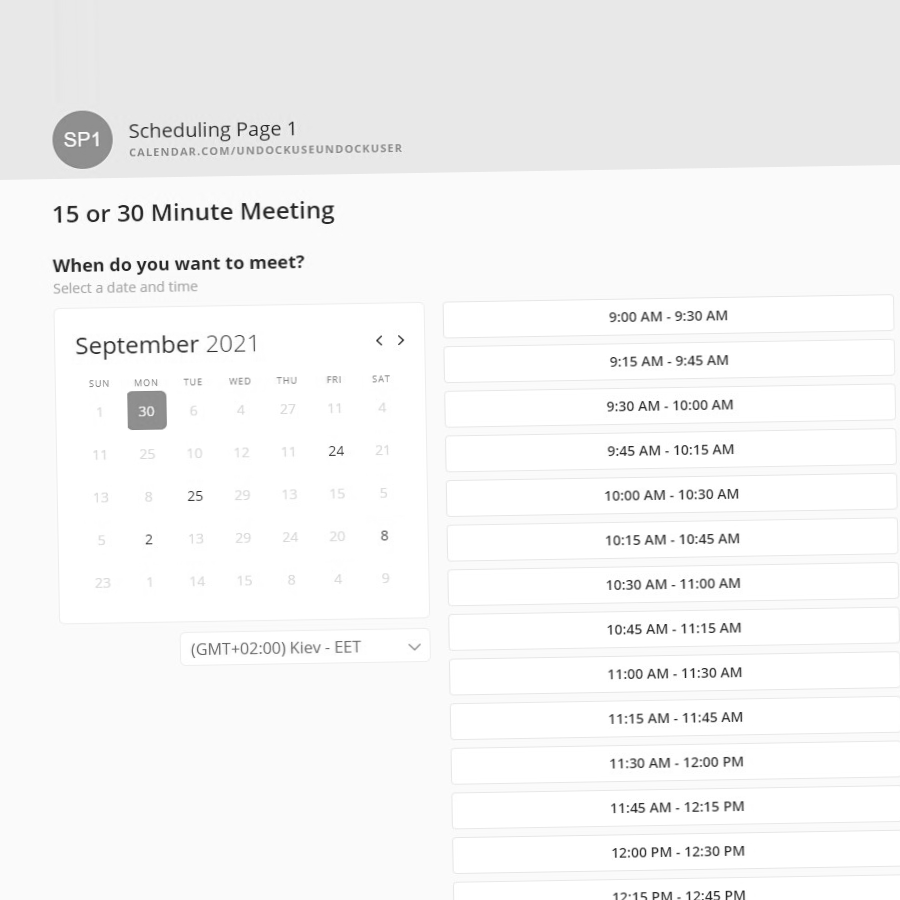 SP1
Scheduling Page 1
CALENDAR.COM/UNDOCKUSEUNDOCKUSER
15 or 30 Minute Meeting
When do you want to meet?
Select a date and time
September 2021
SUN MON TUE WED THU FRI SAT
1 30 6 4 27 11 4
11 25 10 12 11 24 21
13 8 25 29 13 15 5
5 2 13 29 24 20 8
23 1 14 15 8 4 9
(GMT+02:00) Kiev - EET
9:00 AM - 9:30 AM
9:15 AM - 9:45 AM
9:30 AM - 10:00 AM
9:45 AM - 10:15 AM
10:00 AM - 10:30 AM
10:15 AM - 10:45 AM
10:30 AM - 11:00 AM
10:45 AM - 11:15 AM
11:00 AM - 11:30 AM
11:15 AM - 11:45 AM
11:30 AM - 12:00 PM
11:45 AM - 12:15 PM
12:00 PM - 12:30 PM
12:15 PM - 12:45 PM